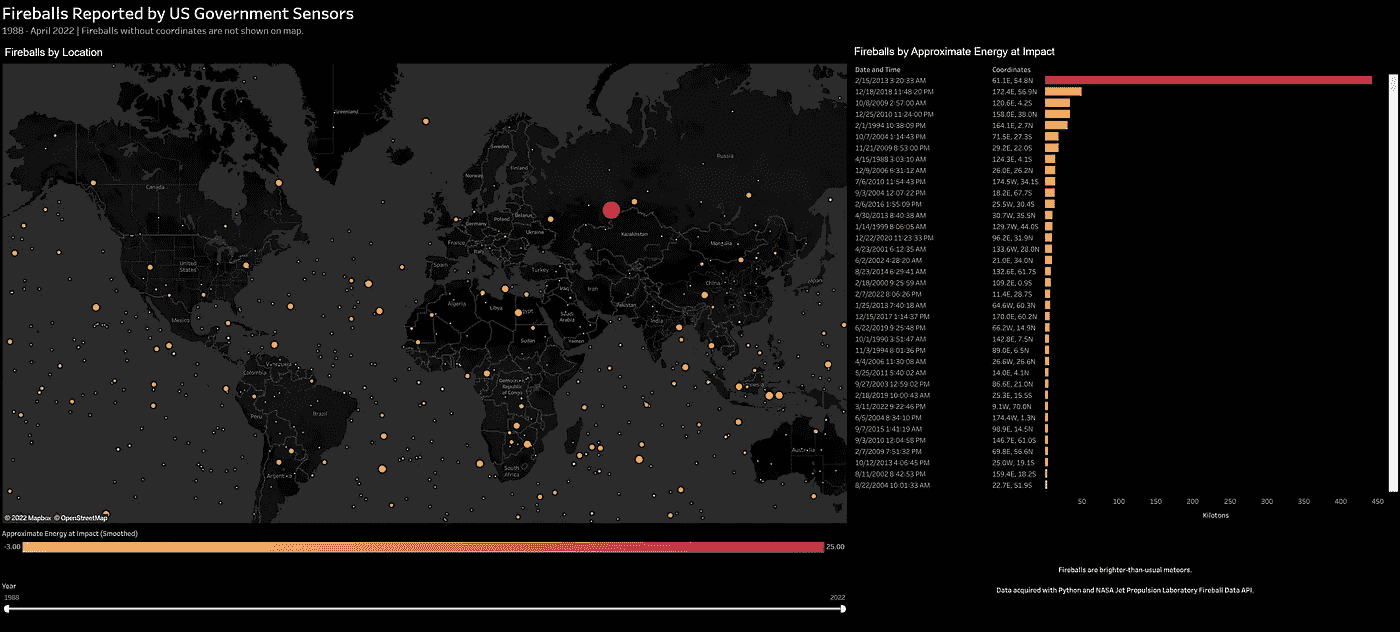 Fireballs Reported by US Government Sensors
1988 - April 2022 | Fireballs without coordinates are not shown on map.
Fireballs by Location
Greenland
Sweden
Finland
Russia
Norway
Canada
Poland
Belarus
Germany
Ukraine
France
Kazakhstan
Mongolia
Italy
United
States
Spain
Turkey
China
Japan
Iraq
Iran
Algeria
Libya
Egypt
Pakistan
Mexico
Saudi
Arabia
India
Sudan
Yemen
Venezuela
Colombia
Democratic
Republic
of Congo
Peru
Brazil
South
Africa
Argentina
© 2022 Mapbox © OpenStreetMap
Approximate Energy at Impact (Smoothed)
-3.00 25.00
Year
1988 2022
Fireballs by Approximate Energy at Impact
Date and Time Coordinates
2/15/2013 3:20:33 AM 61.1E, 54.8N
12/18/2018 11:48:20 PM 172.4E, 56.9N
10/8/2009 2:57:00 AM 120.6E, 4.2S
12/25/2010 11:24:00 PM 158.0E, 38.0N
2/1/1994 10:38:09 PM 164.1E, 2.7N
10/7/2004 1:14:43 PM 71.5E, 27.3S
11/21/2009 8:53:00 PM 29.2E, 22.0S
4/15/1988 3:03:10 AM 124.3E, 4.1S
12/9/2006 6:31:12 AM 26.0E, 26.2N
7/6/2010 11:54:43 PM 174.5W, 34.1S
9/3/2004 12:07:22 PM 18.2E, 67.7S
2/6/2016 1:55:09 PM 25.5W, 30.4S
4/30/2013 8:40:38 AM 30.7W, 35.5N
1/14/1999 8:06:05 AM 129.7W, 44.0S
12/22/2020 11:23:33 PM 96.2E, 31.9N
4/23/2001 6:12:35 AM 133.6W, 28.0N
6/2/2002 4:28:20 AM 21.0E, 34.0N
8/23/2014 6:29:41 AM 132.6E, 61.7S
2/18/2000 9:25:59 AM 109.2E, 0.9S
2/7/2022 8:06:26 PM 11.4E, 28.7S
1/25/2013 7:40:18 AM 64.6W, 60.3N
12/15/2017 1:14:37 PM 170.0E, 60.2N
6/22/2019 9:25:48 PM 66.2W, 14.9N
10/1/1990 3:51:47 AM 142.8E, 7.5N
11/3/1994 8:01:36 PM 89.0E, 6.5N
4/4/2006 11:30:08 AM 26.6W, 26.6N
5/25/2011 5:40:02 AM 14.0E, 4.1N
9/27/2003 12:59:02 PM 86.6E, 21.0N
2/18/2019 10:00:43 AM 25.3E, 15.5S
3/11/2022 9:22:46 PM 9.1W, 70.0N
6/5/2004 8:34:10 PM 174.4W, 1.3N
9/7/2015 1:41:19 AM 98.9E, 14.5N
9/3/2010 12:04:58 PM 146.7E, 61.0S
2/7/2009 7:51:32 PM 69.8E, 56.6N
10/12/2013 4:06:45 PM 25.0W, 19.1S
8/11/2002 8:42:53 PM 159.4E, 18.2S
8/22/2004 10:01:33 AM 22.7E, 51.9S
50 100 150 200 250 300 350 400 450
Kilotons
Fireballs are brighter-than-usual meteors.
Data acquired with Python and NASA Jet Propulsion Laboratory Fireball Data API.